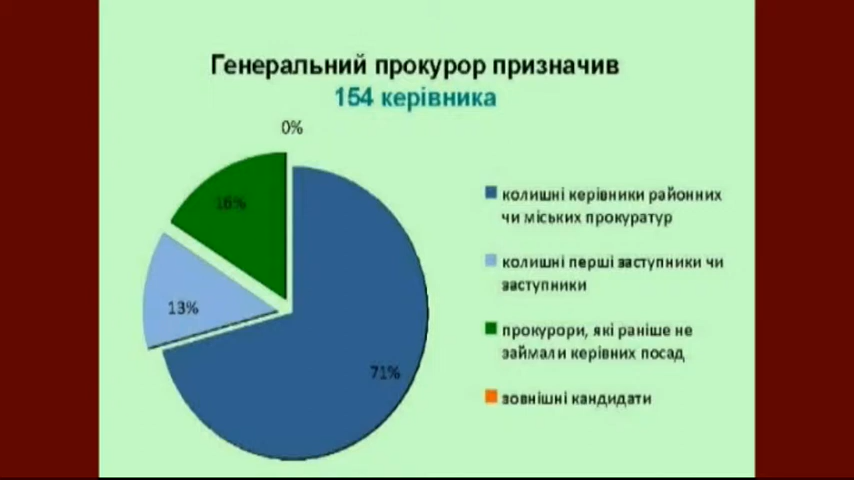 Генеральний прокурор призначив
154 керівника
0%
16%
13%
71%
колишні керівники районних
чи міських прокуратур
колишні перші заступники чи
заступники
прокурори, які раніше не
займали керівних посад
зовнішні кандидати